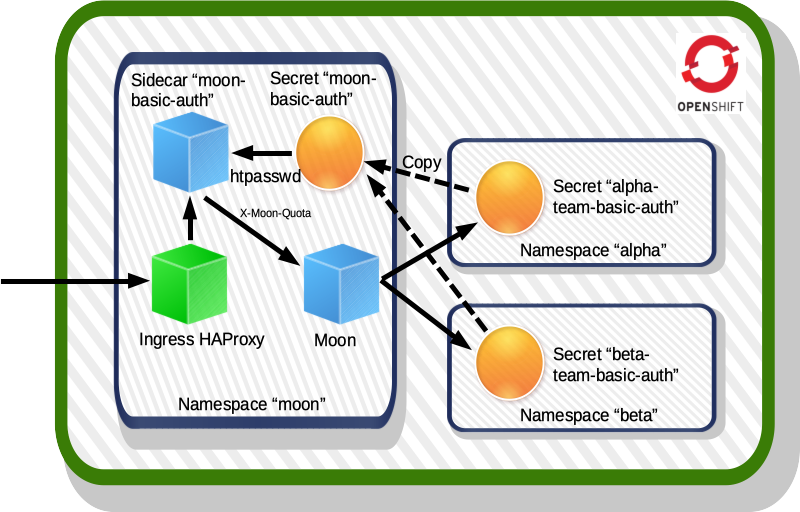 Sidecar “moon-
basic-auth”
Secret “moon-
basic-auth”
OPENSHIFT
htpasswd
Copy
X-Moon-Quota
Secret “alpha-
team-basic-auth”
Namespace “alpha”
Ingress HAProxy
Moon
Secret “beta-
team-basic-auth”
Namespace “moon”
Namespace “beta”